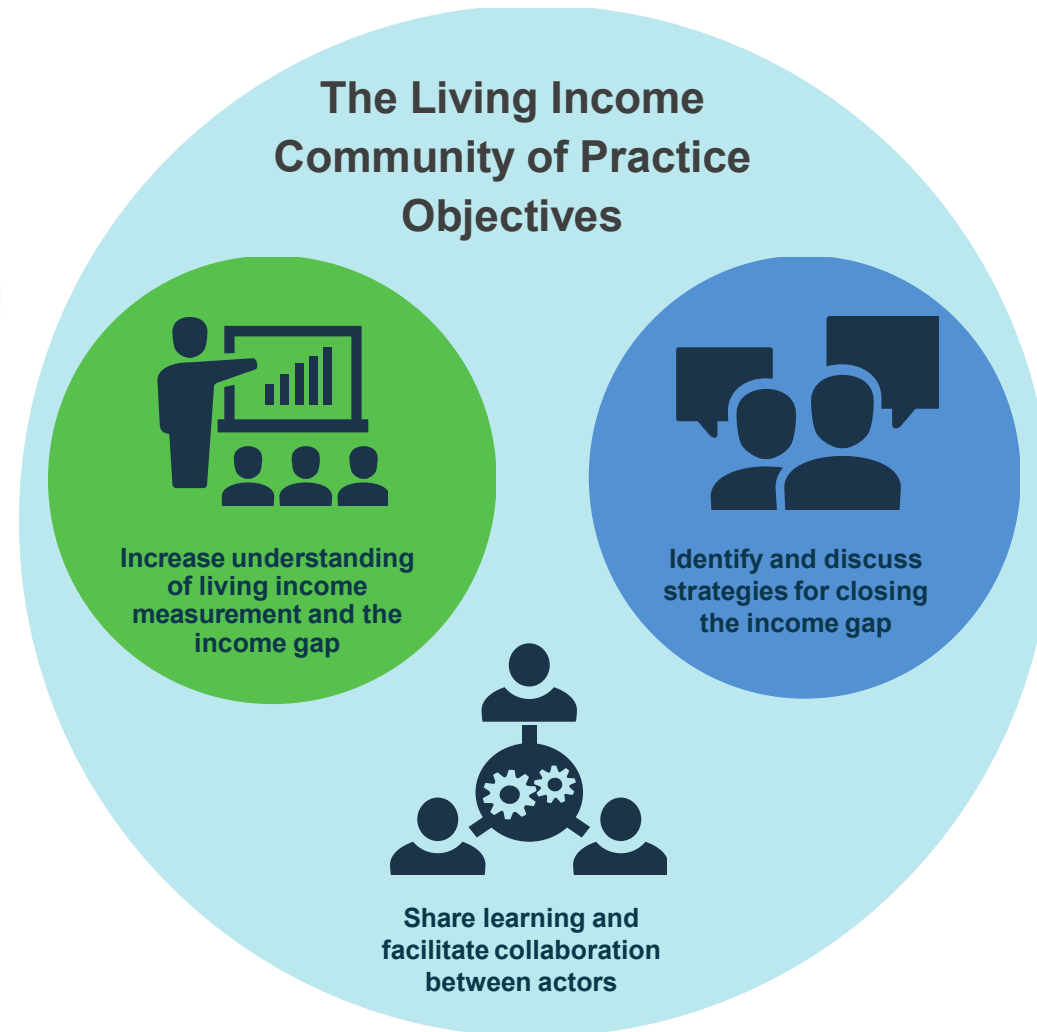 The Living Income
Community of Practice
Objectives
Increase understanding
of living income
measurement and the
income gap
Identify and discuss
strategies for closing
the income gap
Share learning and
facilitate collaboration
between actors